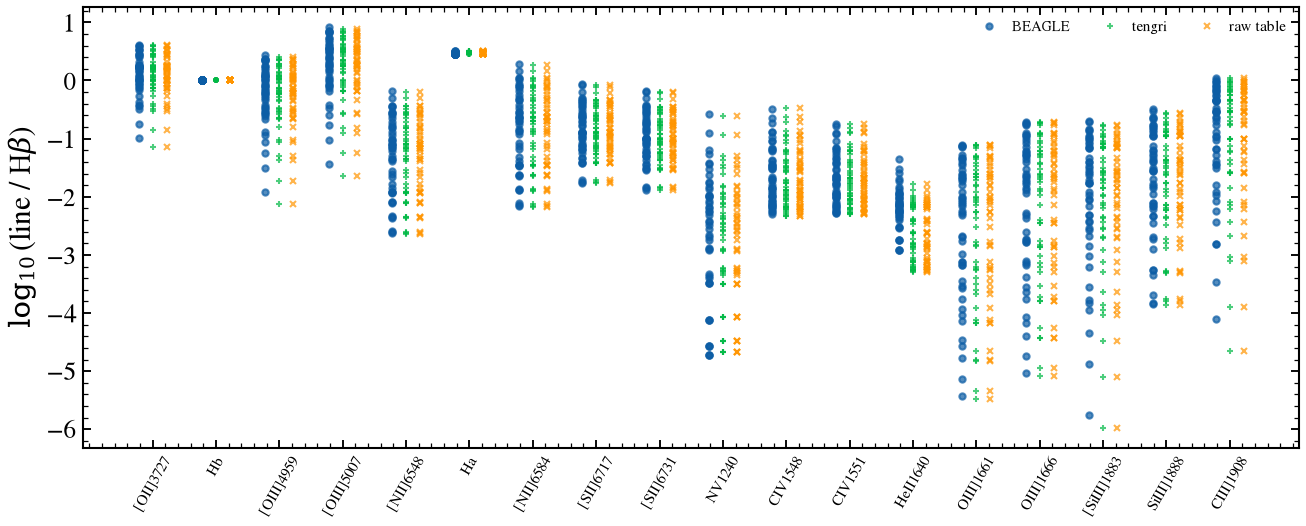 log₁₀ (line / Hβ)
1
0
−1
−2
−3
−4
−5
−6
BEAGLE tengri raw table
[OII]3727 Hb [OIII]4959 [OIII]5007 [NII]6548 Ha [NII]6584 [SII]6717 [SII]6731 NV1240 CIV1548 CIV1551 HeII1640 OIII]1661 OIII]1666 [SiIII]1883 SiIII]1888 CIII]1908